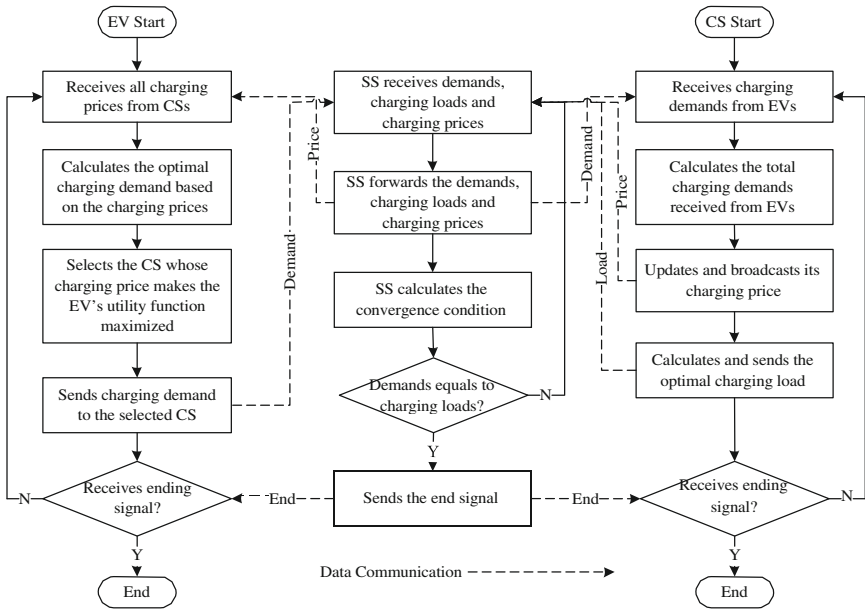 EV Start
Receives all charging
prices from CSs
Calculates the optimal
charging demand based
on the charging prices
Selects the CS whose
charging price makes the
EV's utility function
maximized
Sends charging demand
to the selected CS
Receives ending
signal?
N
Y
End
Price
Demand
SS receives demands,
charging loads and
charging prices
SS forwards the demands,
charging loads and
charging prices
SS calculates the
convergence condition
Demands equals to
charging loads?
N
Y
Sends the end signal
End
End
Data Communication
Demand
Price
Load
CS Start
Receives charging
demands from EVs
Calculates the total
charging demands
received from EVs
Updates and broadcasts its
charging price
Calculates and sends the
optimal charging load
Receives ending
signal?
N
Y
End